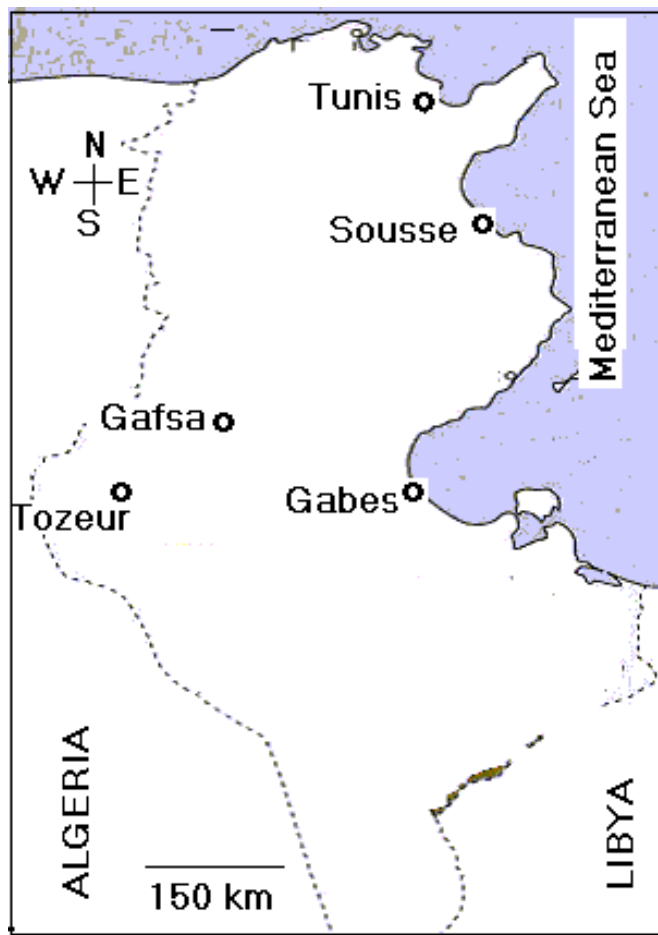 Tunis
Mediterranean Sea
N
W E
S
Sousse
Gafsa
Tozeur
Gabes
ALGERIA
LIBYA
150 km